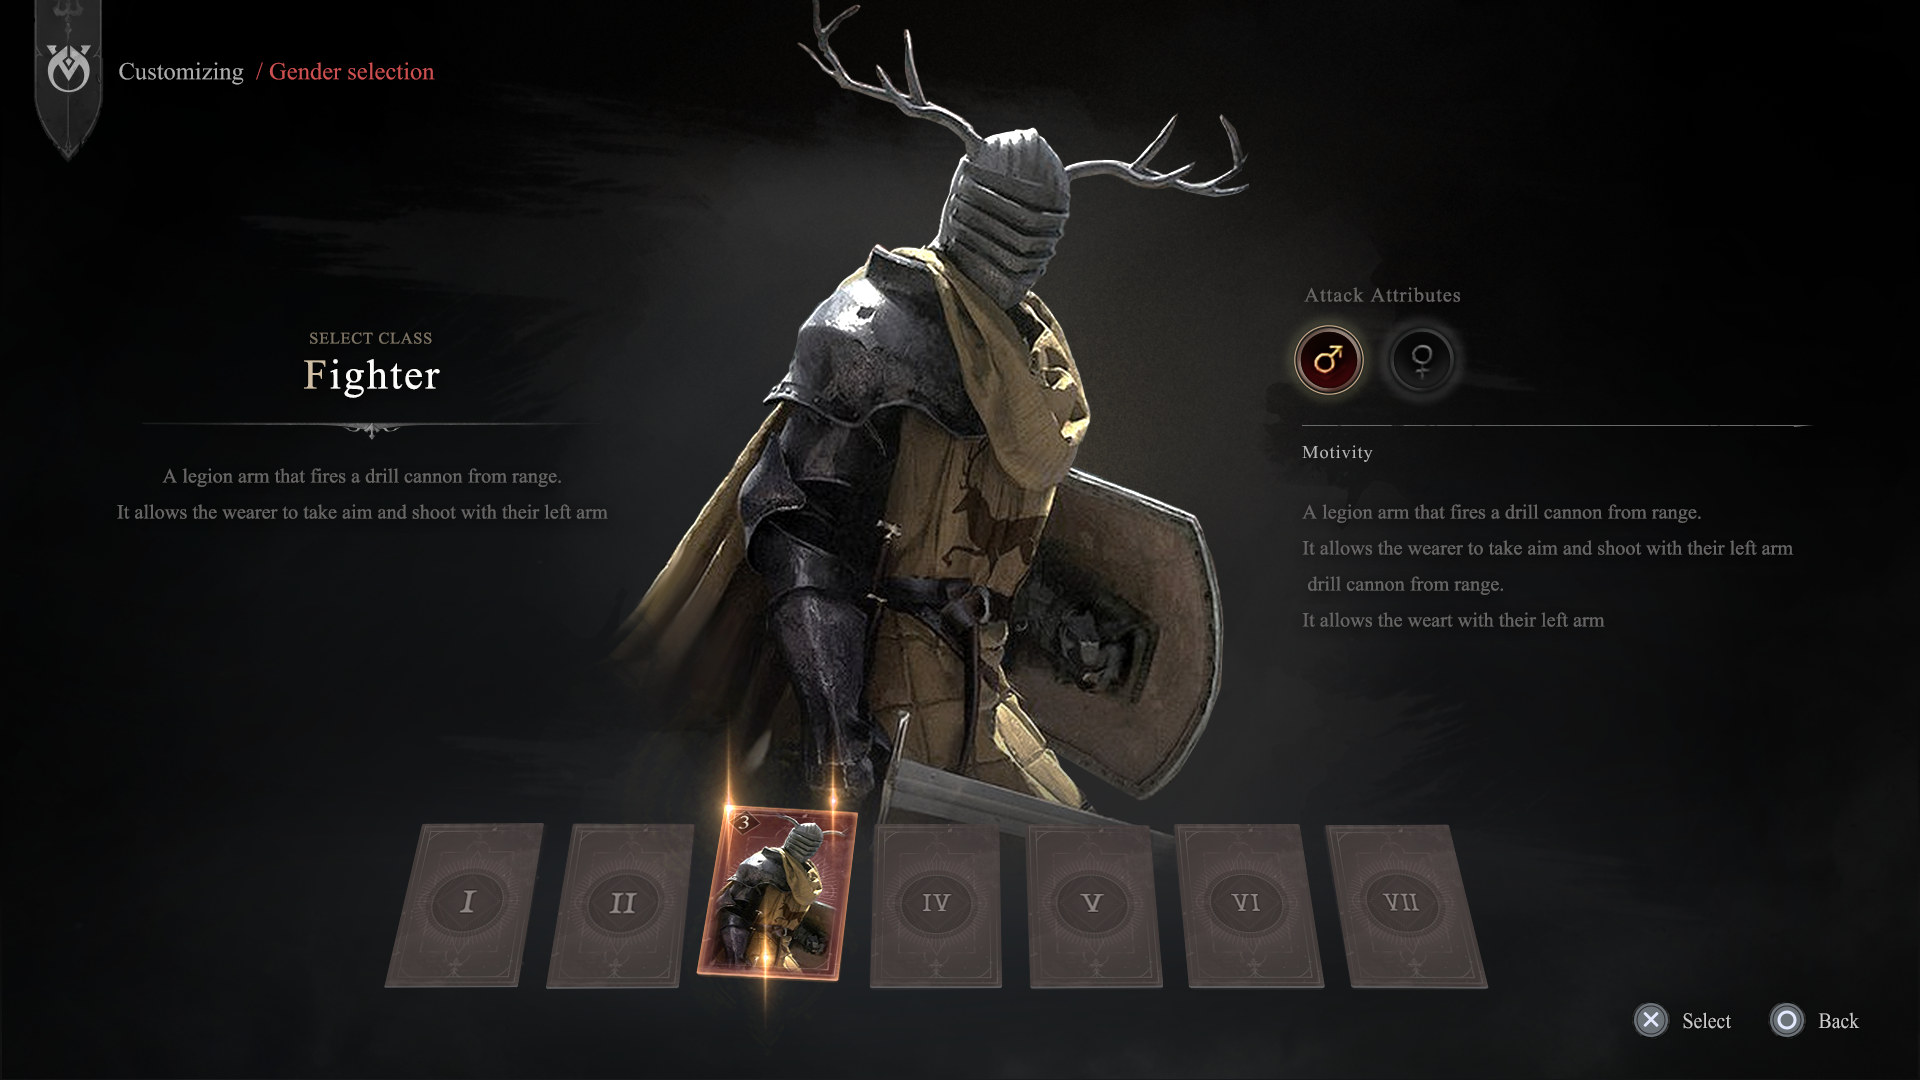 Customizing / Gender selection
SELECT CLASS
Fighter
A legion arm that fires a drill cannon from range.
It allows the wearer to take aim and shoot with their left arm
Attack Attributes
Motivity
A legion arm that fires a drill cannon from range.
It allows the wearer to take aim and shoot with their left arm
drill cannon from range.
It allows the weart with their left arm
I
II
3
IV
V
VI
VII
Select
Back